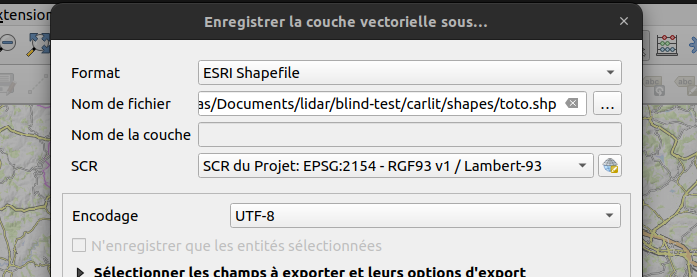 Enregistrer la couche vectorielle sous...
Format ESRI Shapefile
Nom de fichier as/Documents/lidar/blind-test/carlit/shapes/toto.shp ...
Nom de la couche
SCR SCR du Projet: EPSG:2154 - RGF93 v1 / Lambert-93
Encodage UTF-8
N'enregistrer que les entités sélectionnées
Sélectionner les champs à exporter et leurs options d'export